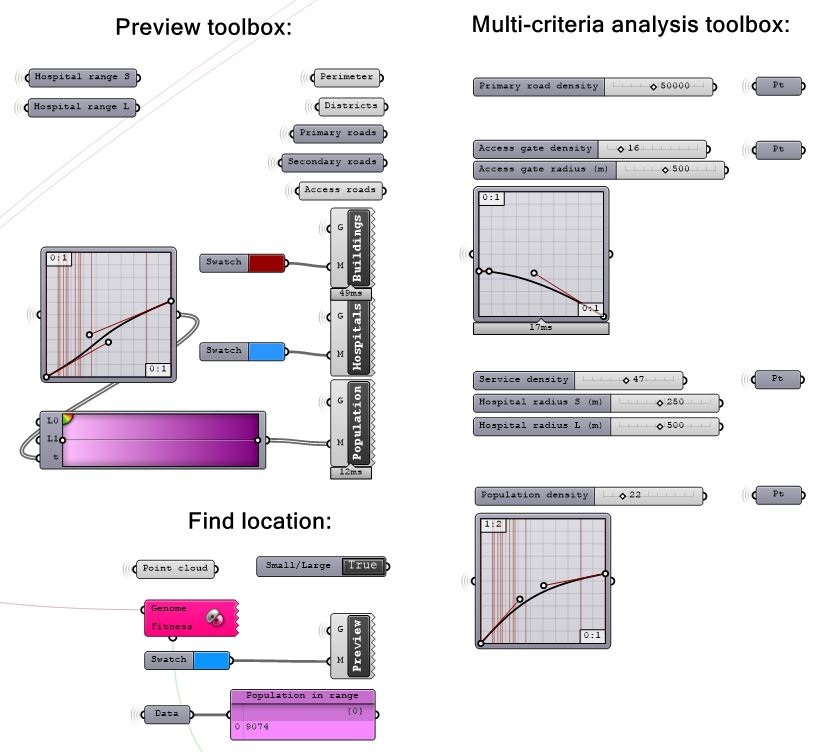 Preview toolbox:
Hospital range S
Hospital range L
Perimeter
Districts
Primary roads
Secondary roads
Access roads
0:1
0:1
Swatch
G
M
Buildings
49ms
Swatch
G
M
Hospitals
L0
L1
t
G
M
Population
12ms
Find location:
Point cloud
Small/Large True
Genome
Fitness
Swatch
G
M
Preview
Data
Population in range
{0}
0 9074
Multi-criteria analysis toolbox:
Primary road density 50000
Pt
Access gate density 16
Pt
Access gate radius (m) 500
0:1
0:1
17ms
Service density 47
Pt
Hospital radius S (m) 250
Hospital radius L (m) 500
Population density 22
Pt
1:2
0:1